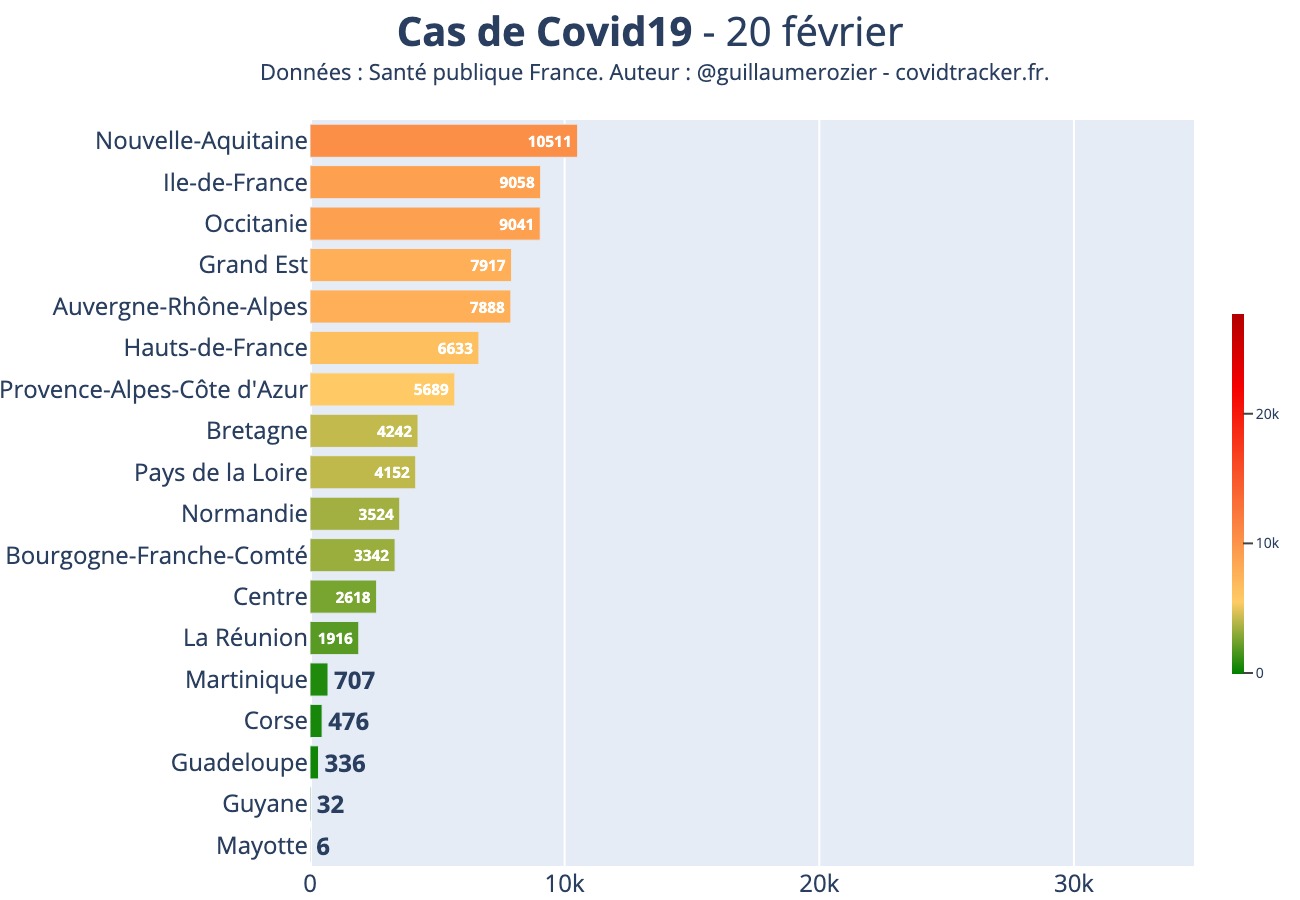 Cas de Covid19 - 20 février
Données : Santé publique France. Auteur : @guillaumerozier - covidtracker.fr.
Nouvelle-Aquitaine 10511
Ile-de-France 9058
Occitanie 9041
Grand Est 7917
Auvergne-Rhône-Alpes 7888
Hauts-de-France 6633
Provence-Alpes-Côte d'Azur 5689
Bretagne 4242
Pays de la Loire 4152
Normandie 3524
Bourgogne-Franche-Comté 3342
Centre 2618
La Réunion 1916
Martinique 707
Corse 476
Guadeloupe 336
Guyane 32
Mayotte 6
0 10k 20k 30k
20k
10k
0